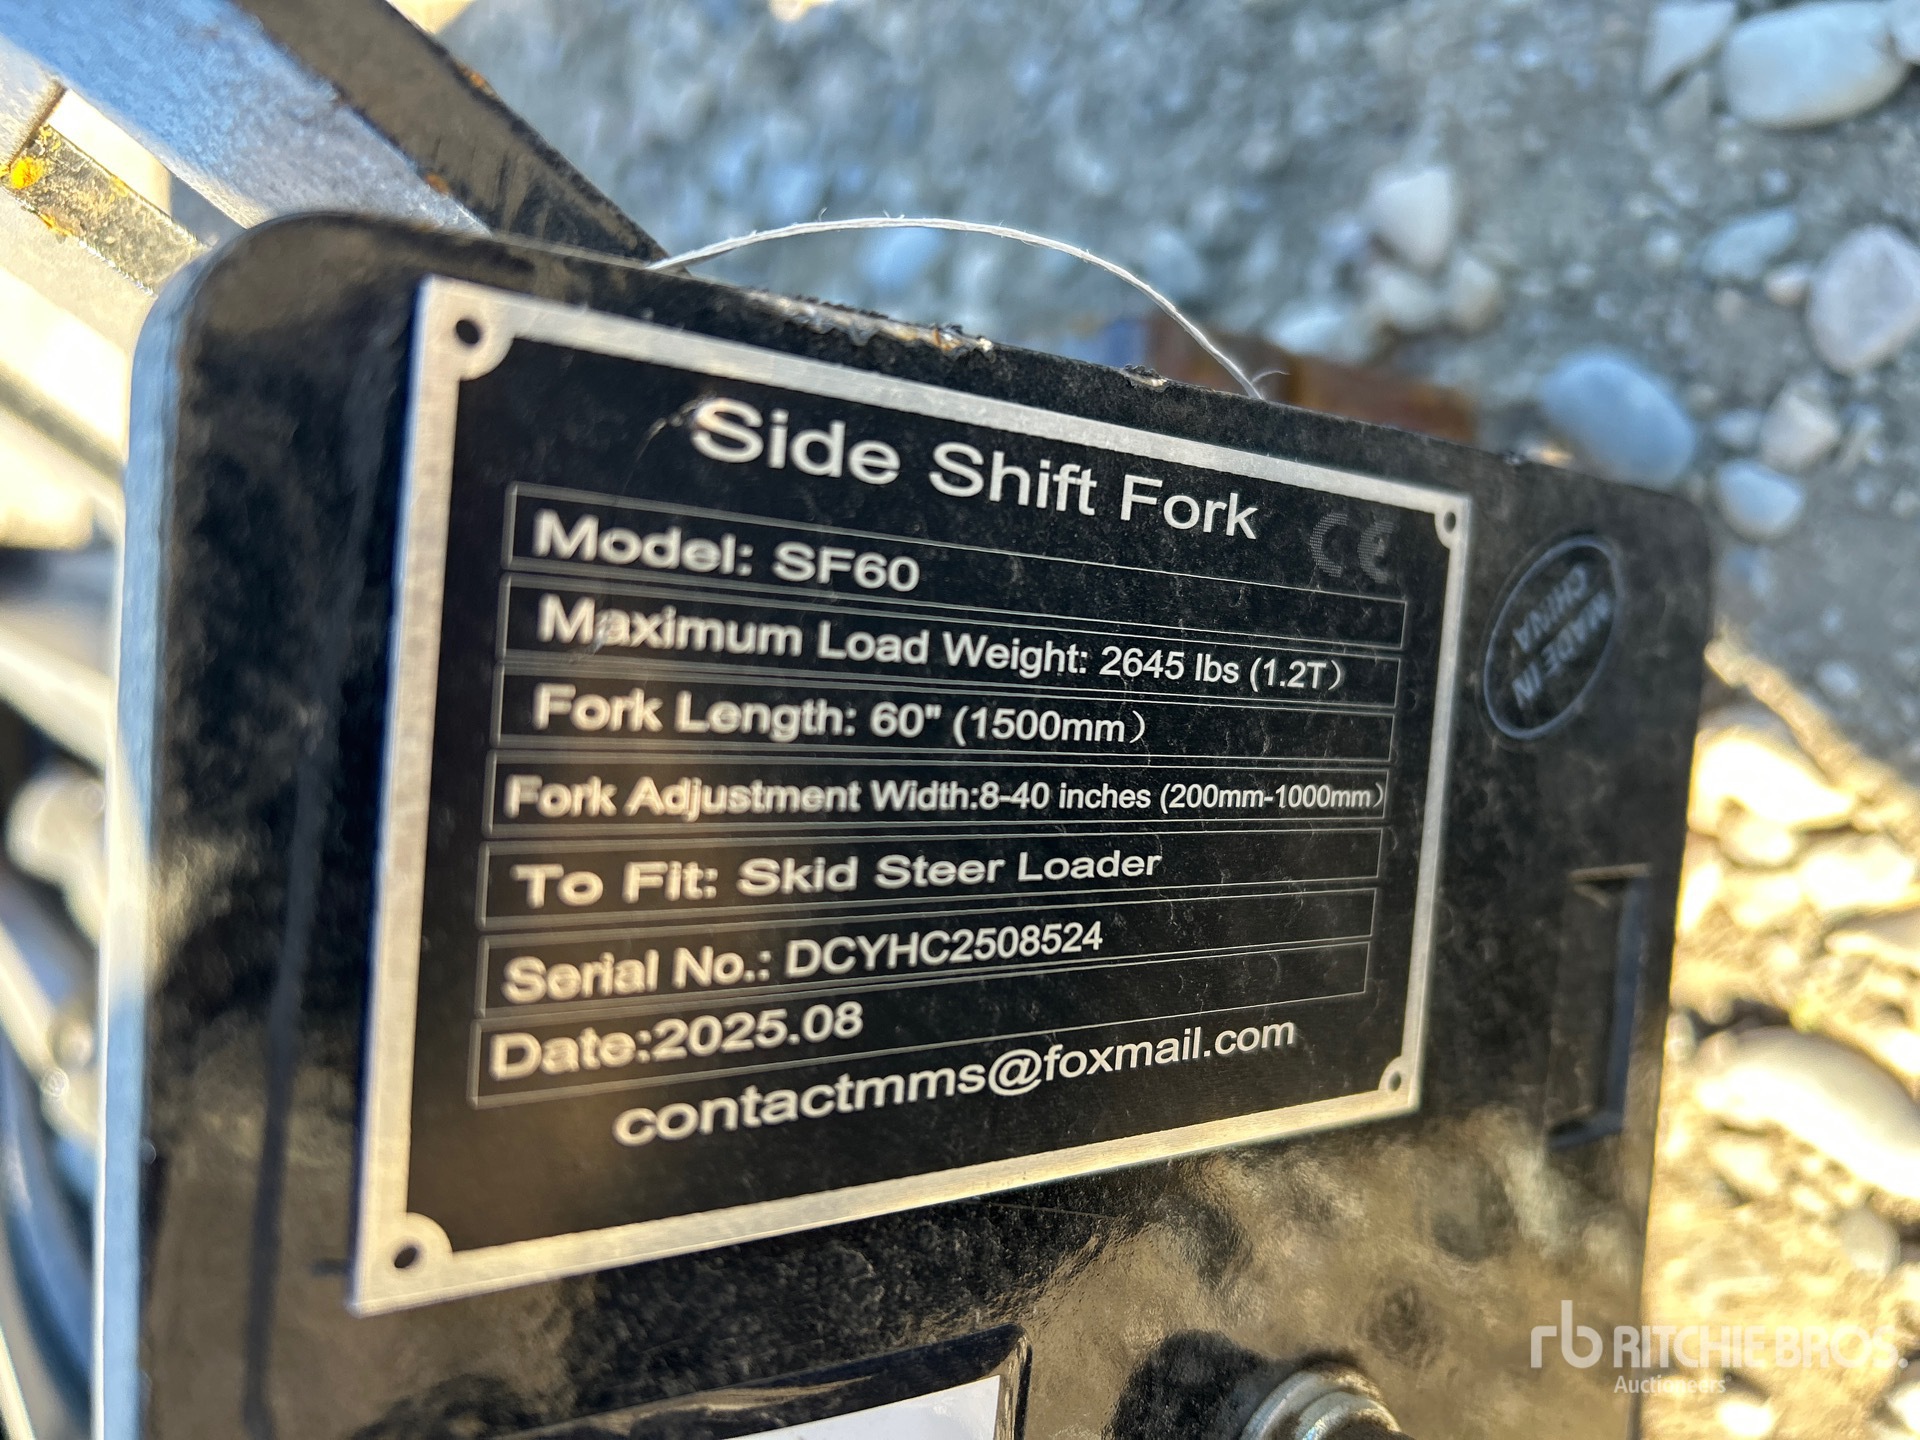 Side Shift Fork
CE
Model: SF60
Maximum Load Weight: 2645 lbs (1.2T）
Fork Length: 60" (1500mm）
Fork Adjustment Width:8-40 inches (200mm-1000mm）
To Fit: Skid Steer Loader
Serial No.: DCYHC2508524
Date:2025.08
contactmms@foxmail.com
MADE IN
CHINA
rb RITCHIE BROS.
Auctioneers